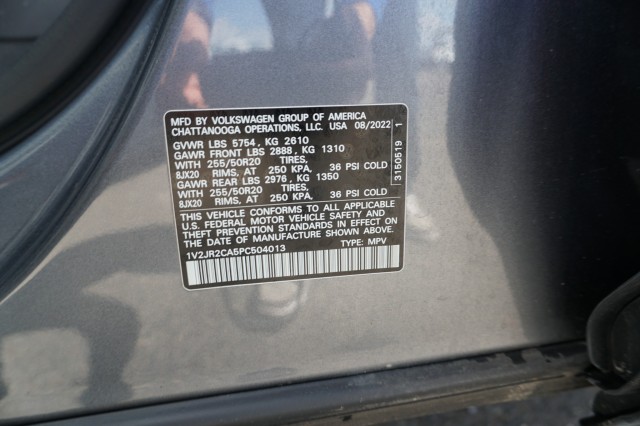 MFD BY VOLKSWAGEN GROUP OF AMERICA
CHATTANOOGA OPERATIONS, LLC. USA 08/2022
GVWR LBS 5754, KG 2610
GAWR FRONT LBS 2888, KG 1310
WITH 255/50R20 TIRES,
8JX20 RIMS, AT 250 KPA, 36 PSI COLD
GAWR REAR LBS 2976, KG 1350
WITH 255/50R20 TIRES,
8JX20 RIMS, AT 250 KPA, 36 PSI COLD
THIS VEHICLE CONFORMS TO ALL APPLICABLE
U.S. FEDERAL MOTOR VEHICLE SAFETY AND
THEFT PREVENTION STANDARDS IN EFFECT ON
THE DATE OF MANUFACTURE SHOWN ABOVE.
1V2JR2CA5PC504013 TYPE: MPV
3150519 1